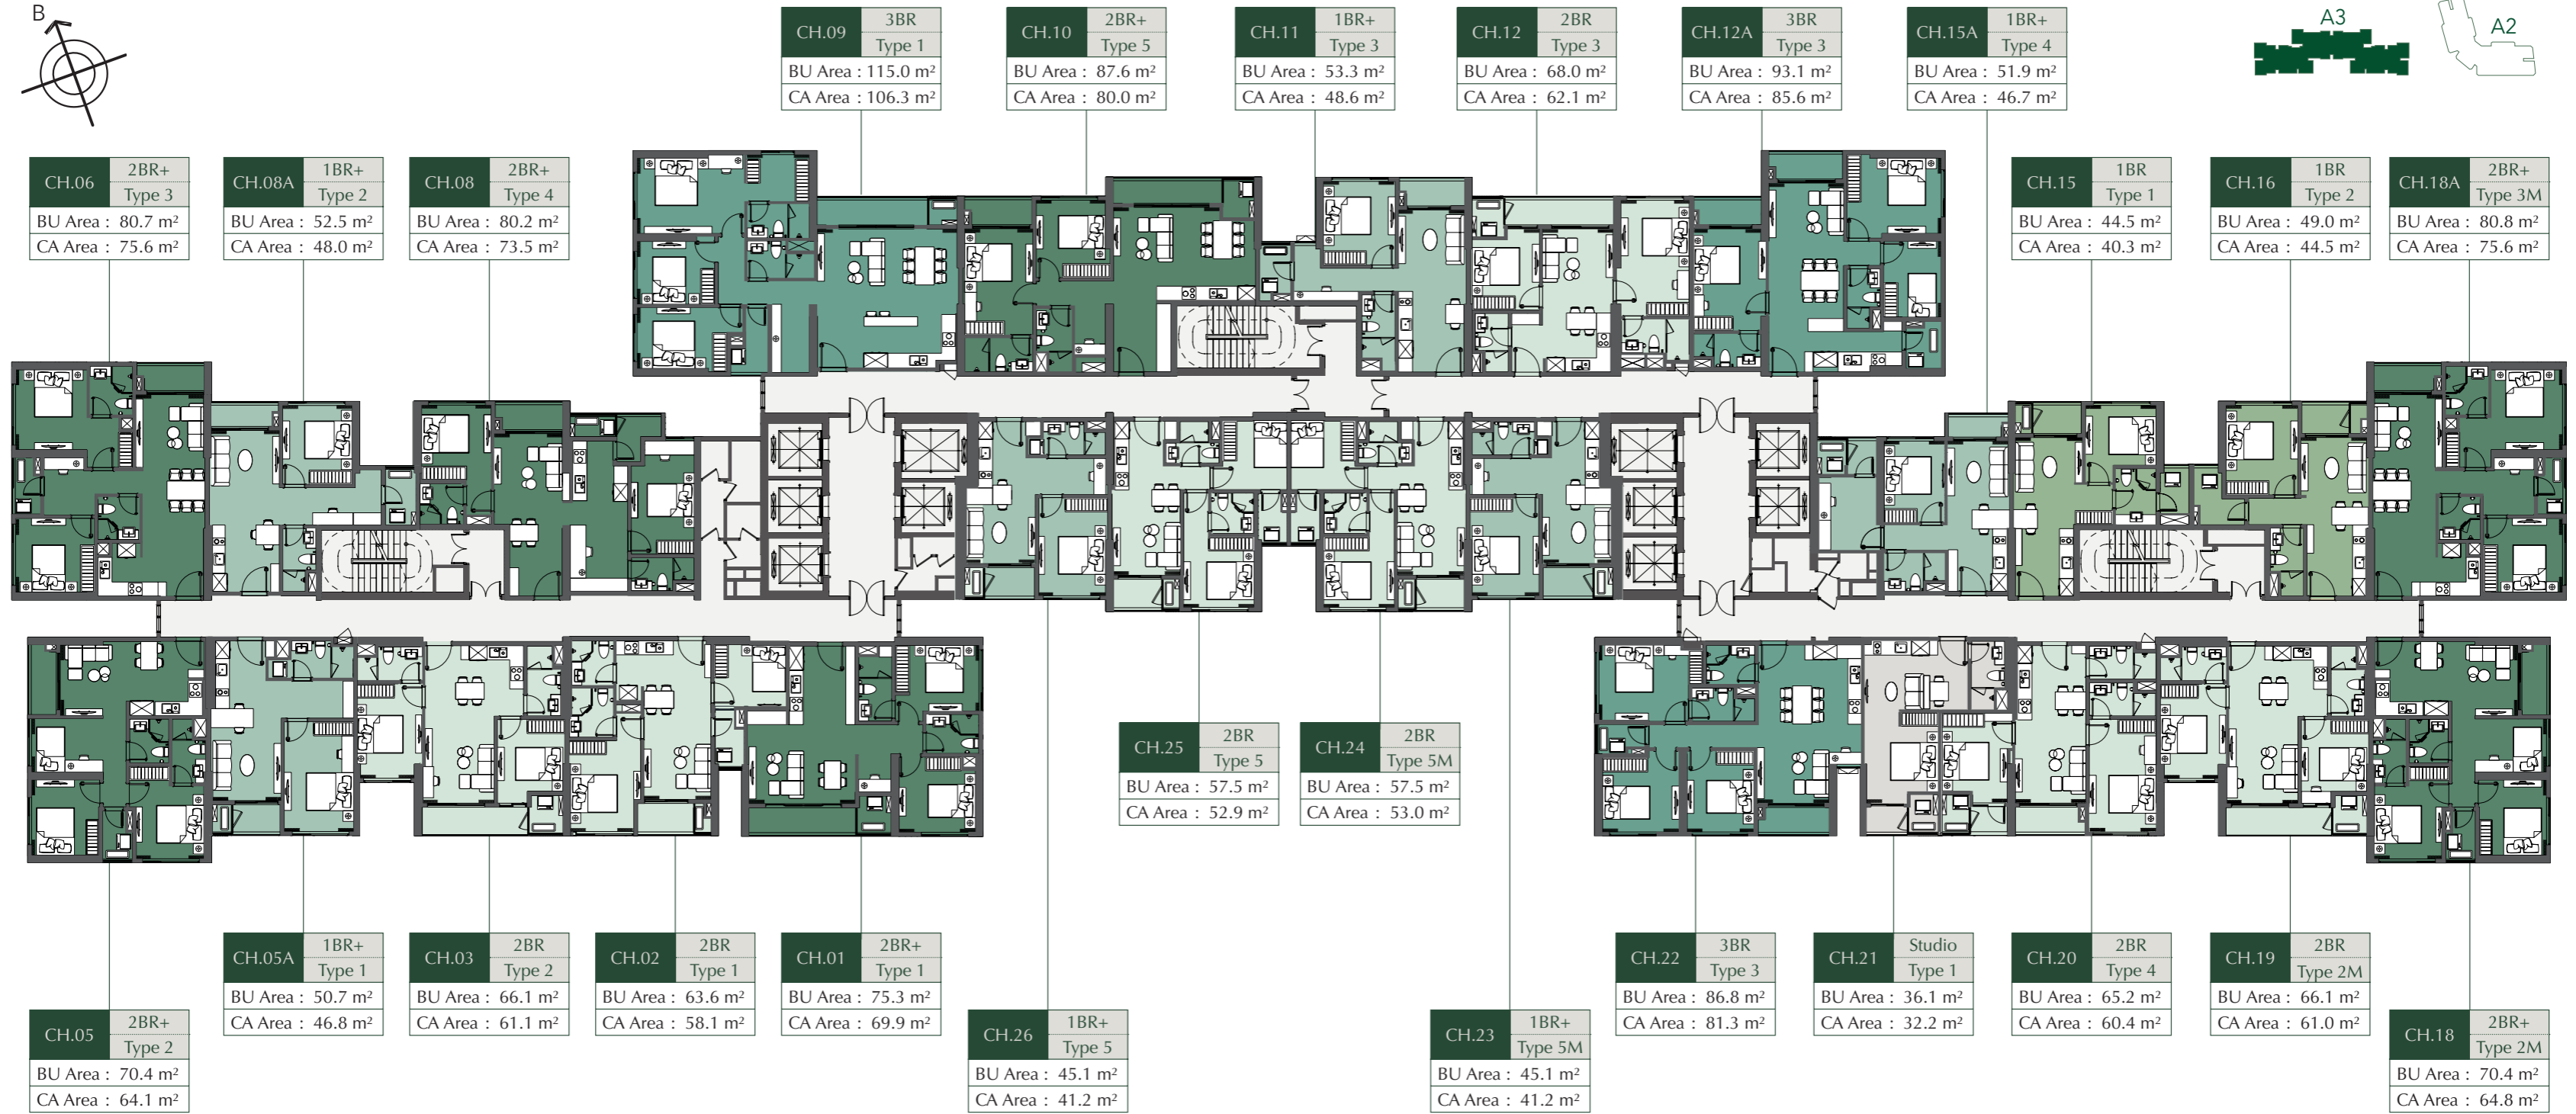 B
CH.09
3BR
Type 1
BU Area : 115.0 m²
CA Area : 106.3 m²
CH.10
2BR+
Type 5
BU Area : 87.6 m²
CA Area : 80.0 m²
CH.11
1BR+
Type 3
BU Area : 53.3 m²
CA Area : 48.6 m²
CH.12
2BR
Type 3
BU Area : 68.0 m²
CA Area : 62.1 m²
CH.12A
3BR
Type 3
BU Area : 93.1 m²
CA Area : 85.6 m²
CH.15A
1BR+
Type 4
BU Area : 51.9 m²
CA Area : 46.7 m²
A3
A2
CH.06
2BR+
Type 3
BU Area : 80.7 m²
CA Area : 75.6 m²
CH.08A
1BR+
Type 2
BU Area : 52.5 m²
CA Area : 48.0 m²
CH.08
2BR+
Type 4
BU Area : 80.2 m²
CA Area : 73.5 m²
CH.15
1BR
Type 1
BU Area : 44.5 m²
CA Area : 40.3 m²
CH.16
1BR
Type 2
BU Area : 49.0 m²
CA Area : 44.5 m²
CH.18A
2BR+
Type 3M
BU Area : 80.8 m²
CA Area : 75.6 m²
CH.25
2BR
Type 5
BU Area : 57.5 m²
CA Area : 52.9 m²
CH.24
2BR
Type 5M
BU Area : 57.5 m²
CA Area : 53.0 m²
CH.05A
1BR+
Type 1
BU Area : 50.7 m²
CA Area : 46.8 m²
CH.03
2BR
Type 2
BU Area : 66.1 m²
CA Area : 61.1 m²
CH.02
2BR
Type 1
BU Area : 63.6 m²
CA Area : 58.1 m²
CH.01
2BR+
Type 1
BU Area : 75.3 m²
CA Area : 69.9 m²
CH.22
3BR
Type 3
BU Area : 86.8 m²
CA Area : 81.3 m²
CH.21
Studio
Type 1
BU Area : 36.1 m²
CA Area : 32.2 m²
CH.20
2BR
Type 4
BU Area : 65.2 m²
CA Area : 60.4 m²
CH.19
2BR
Type 2M
BU Area : 66.1 m²
CA Area : 61.0 m²
CH.05
2BR+
Type 2
BU Area : 70.4 m²
CA Area : 64.1 m²
CH.26
1BR+
Type 5
BU Area : 45.1 m²
CA Area : 41.2 m²
CH.23
1BR+
Type 5M
BU Area : 45.1 m²
CA Area : 41.2 m²
CH.18
2BR+
Type 2M
BU Area : 70.4 m²
CA Area : 64.8 m²